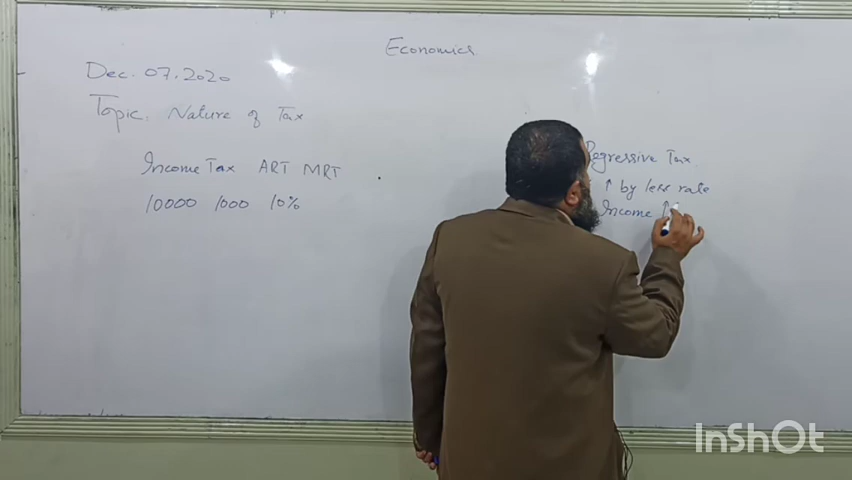 Economics
Dec. 07. 2020
Topic: Nature of Tax
Income Tax ART MRT
10000 1000 10%
Regressive Tax
↑ by less rate
Income ↑
InShOt